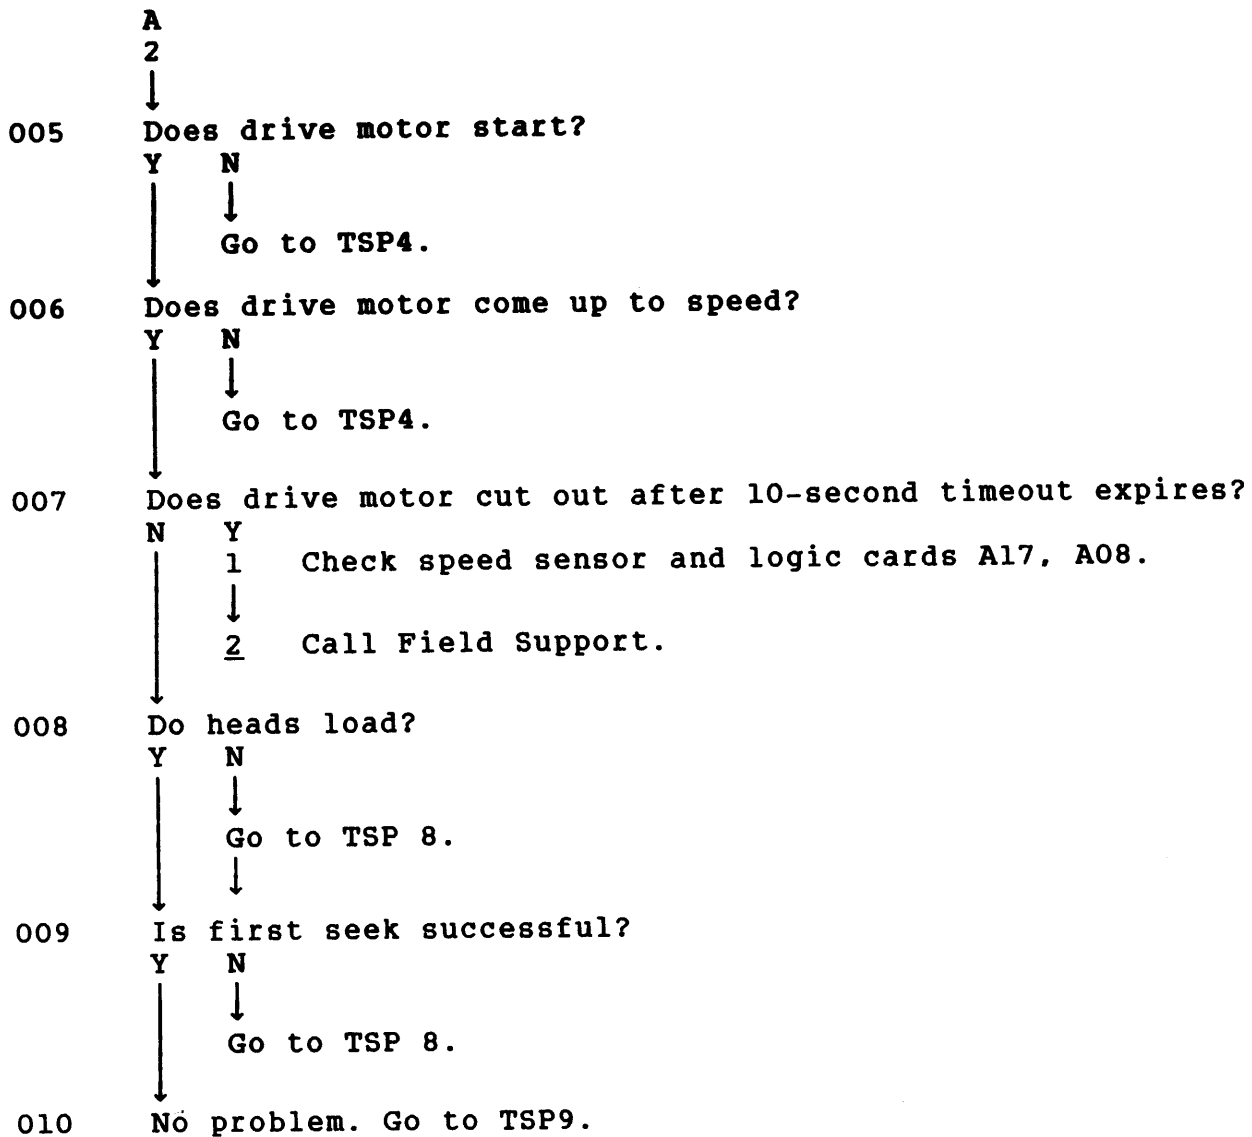 A
2
005 Does drive motor start?
Y N
Go to TSP4.
006 Does drive motor come up to speed?
Y N
Go to TSP4.
007 Does drive motor cut out after 10-second timeout expires?
N Y
1 Check speed sensor and logic cards A17, A08.
2 Call Field Support.
008 Do heads load?
Y N
Go to TSP 8.
009 Is first seek successful?
Y N
Go to TSP 8.
010 No problem. Go to TSP9.